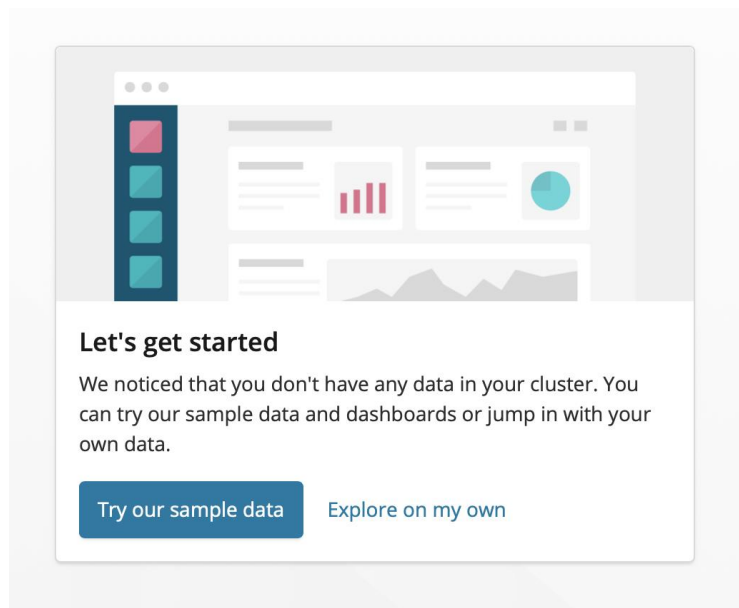 Let's get started
We noticed that you don't have any data in your cluster. You
can try our sample data and dashboards or jump in with your
own data.
Try our sample data
Explore on my own